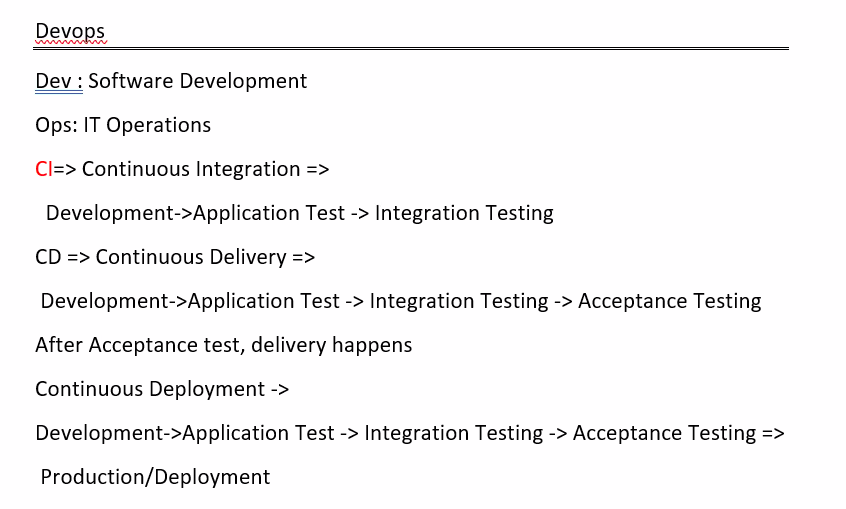 Devops
Dev : Software Development
Ops: IT Operations
CI=> Continuous Integration =>
Development->Application Test -> Integration Testing
CD => Continuous Delivery =>
Development->Application Test -> Integration Testing -> Acceptance Testing
After Acceptance test, delivery happens
Continuous Deployment ->
Development->Application Test -> Integration Testing -> Acceptance Testing =>
Production/Deployment